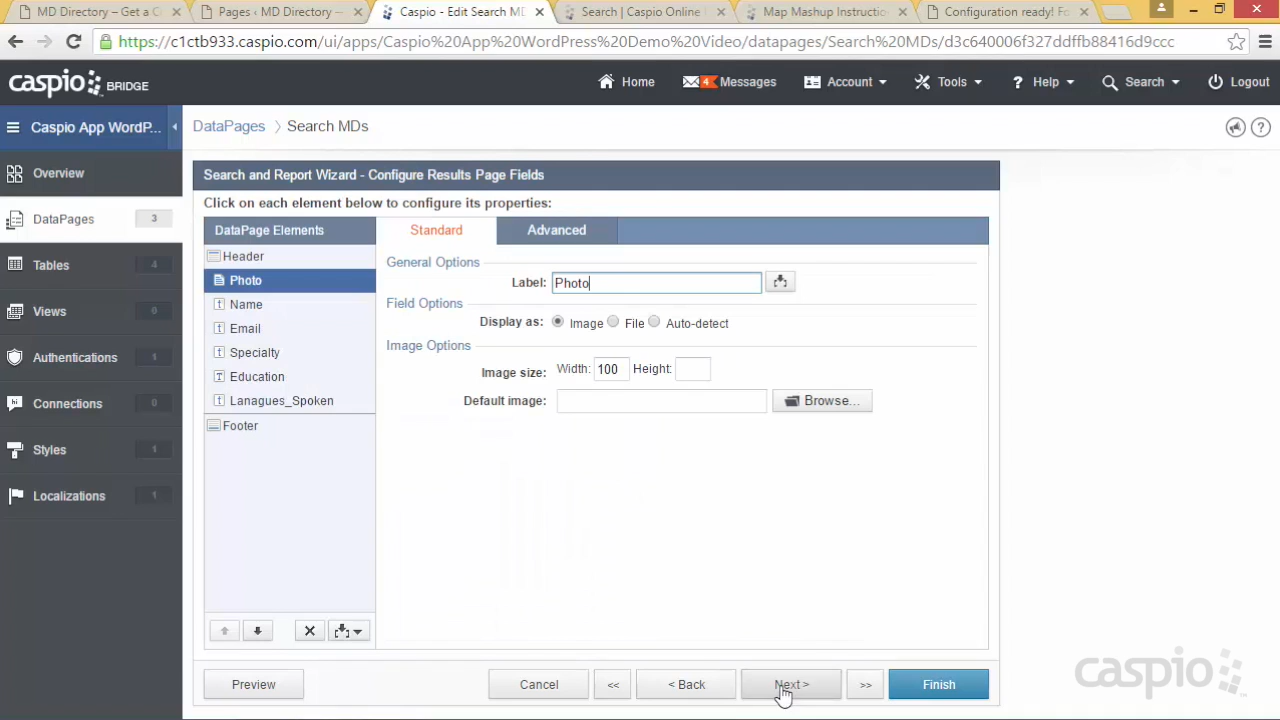 MD Directory – Get a C
Pages ‹ MD Directory —
Caspio - Edit Search MD
Search | Caspio Online
Map Mashup Instruction
Configuration ready! Fo
https://c1ctb933.caspio.com/ui/apps/Caspio%20App%20WordPress%20Demo%20Video/datapages/Search%20MDs/d3c640006f327ddffb88416d9ccc
caspio BRIDGE
Home
4 Messages
Account
Tools
? Help
Search
Logout
Caspio App WordP...
DataPages > Search MDs
?
Overview
DataPages 3
Tables 4
Views 0
Authentications 1
Connections 0
Styles 1
Localizations 1
Search and Report Wizard - Configure Results Page Fields
Click on each element below to configure its properties:
DataPage Elements
Standard
Advanced
Header
Photo
Name
Email
Specialty
Education
Lanagues_Spoken
Footer
General Options
Label: Photo
Field Options
Display as: Image File Auto-detect
Image Options
Image size: Width: 100 Height:
Default image: Browse...
Preview
Cancel
<<
< Back
Next >
>>
Finish
caspio